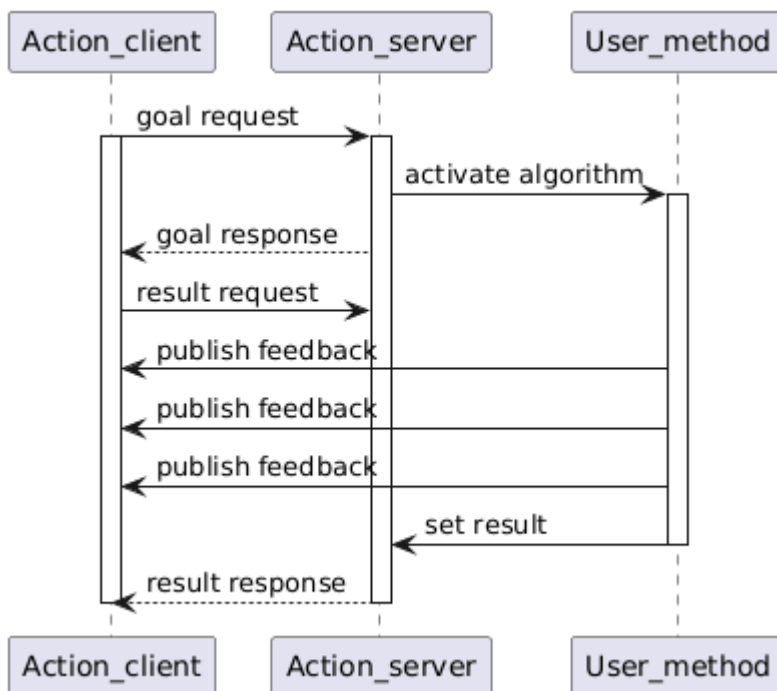 Action_client Action_server User_method
goal request
activate algorithm
goal response
result request
publish feedback
publish feedback
publish feedback
set result
result response
Action_client Action_server User_method